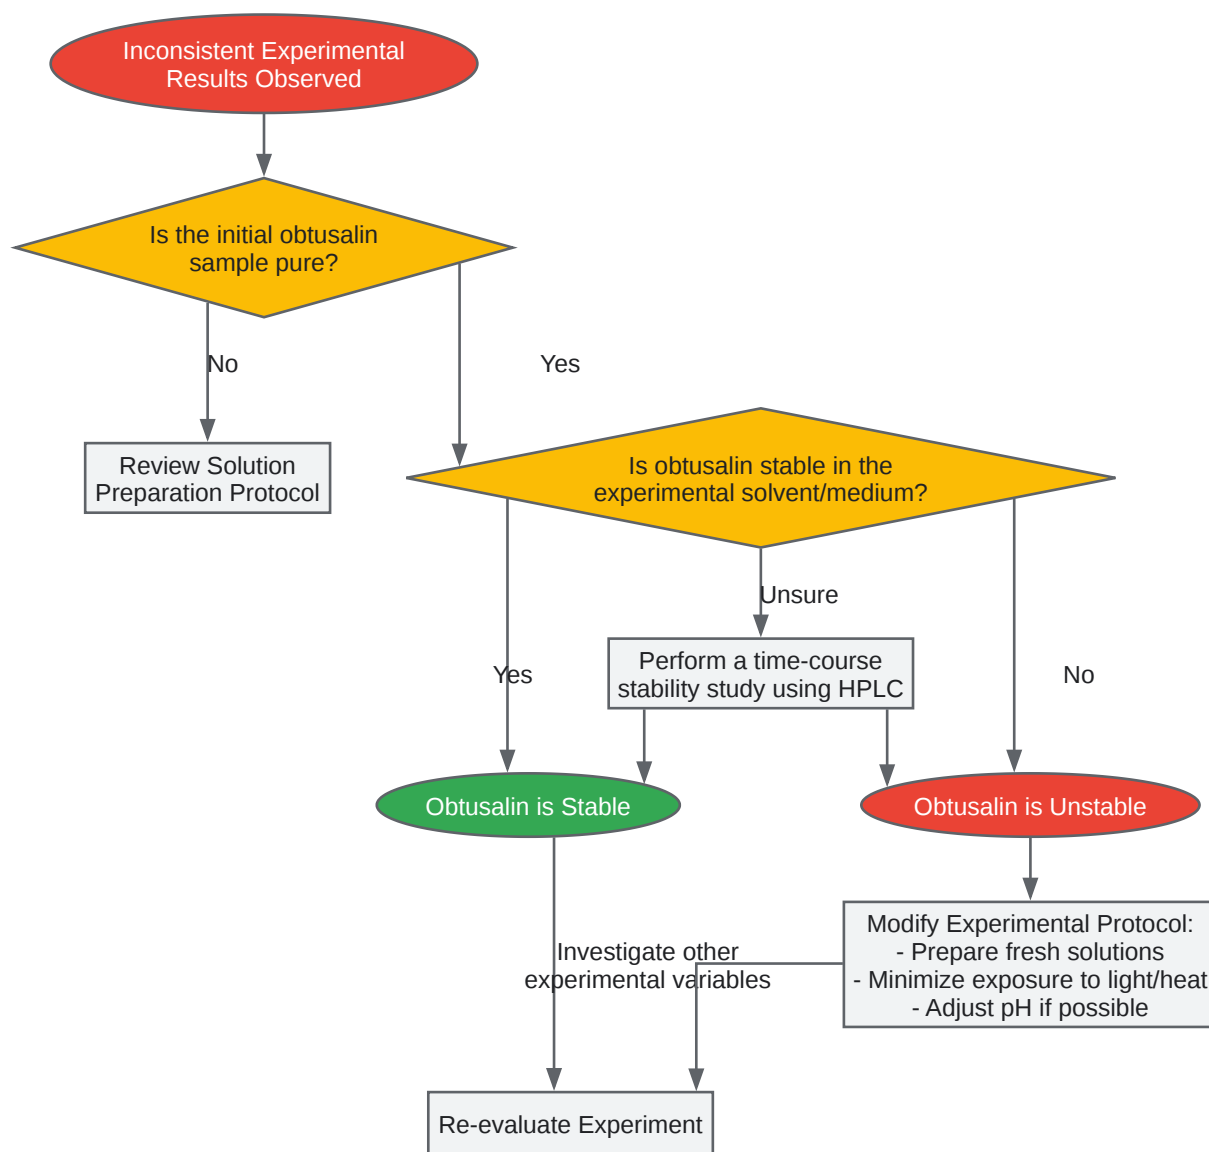 Inconsistent Experimental
Results Observed
Is the initial obtusalin
sample pure?
No
Yes
Review Solution
Preparation Protocol
Is obtusalin stable in the
experimental solvent/medium?
Unsure
Perform a time-course
stability study using HPLC
Yes
No
Obtusalin is Stable
Obtusalin is Unstable
Modify Experimental Protocol:
- Prepare fresh solutions
- Minimize exposure to light/heat
- Adjust pH if possible
Investigate other
experimental variables
Re-evaluate Experiment